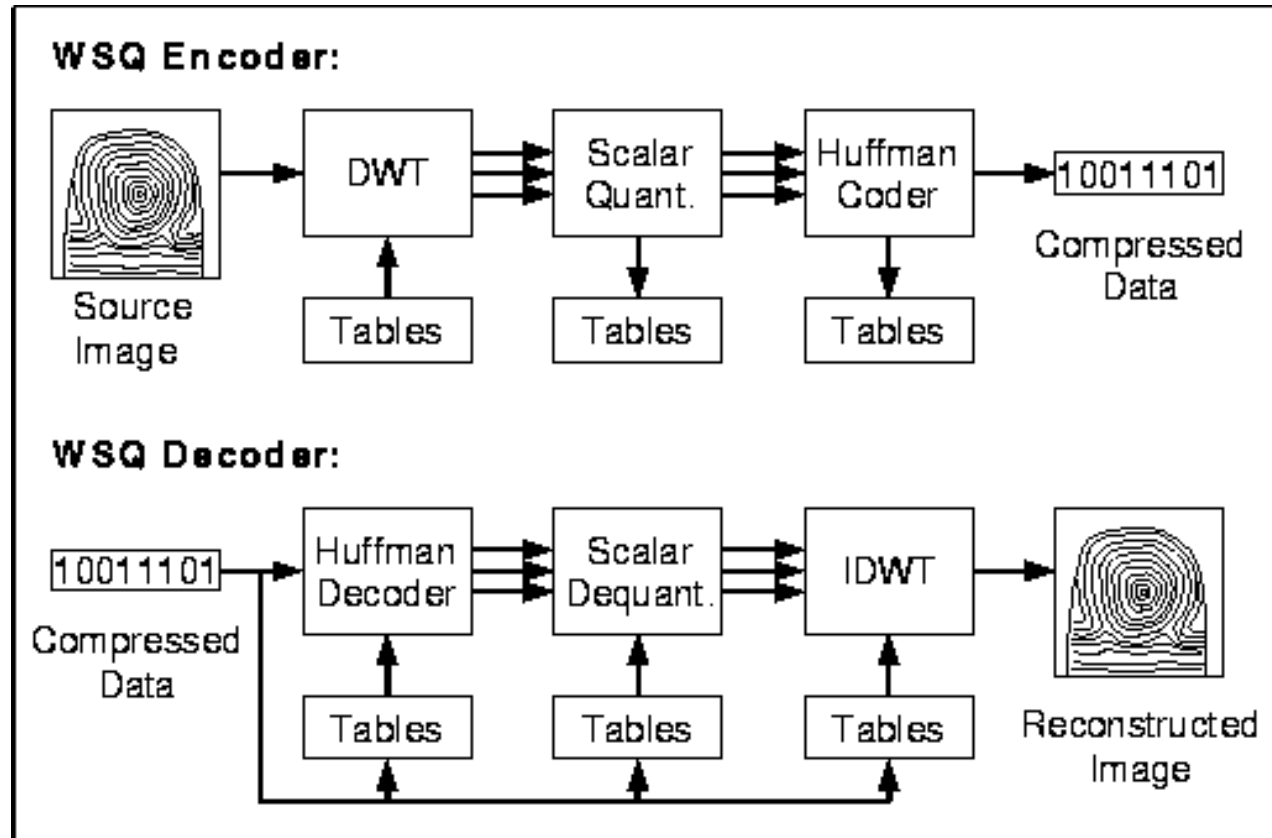 WSQ Encoder:
DWT
Scalar
Quant.
Huffman
Coder
10011101
Compressed
Data
Source
Image
Tables
Tables
Tables
WSQ Decoder:
10011101
Compressed
Data
Huffman
Decoder
Scalar
Dequant.
IDWT
Tables
Tables
Tables
Reconstructed
Image